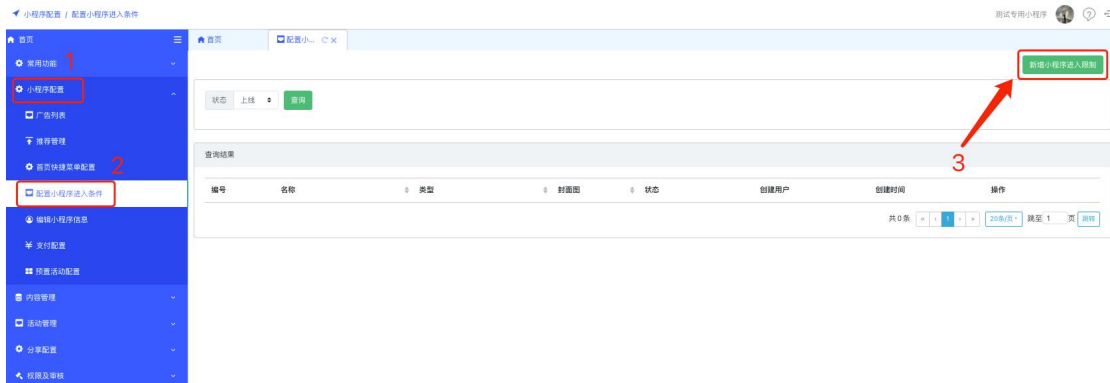 小程序配置 / 配置小程序进入条件
测试专用小程序
首页
首页
配置小...
常用功能
1
新增小程序进入限制
小程序配置
状态 上线 查询
广告列表
推荐管理
查询结果
首页快捷菜单配置
2
3
配置小程序进入条件
编号 名称 类型 封面图 状态 创建用户 创建时间 操作
编辑小程序信息
共 0 条 « ‹ 1 › » 20条/页 跳至 1 页 跳转
支付配置
预置活动配置
内容管理
活动管理
分享配置
权限及审核